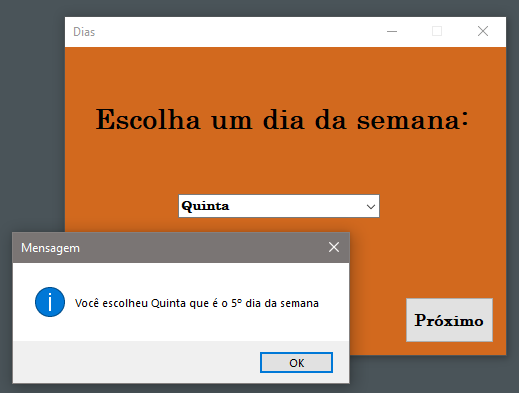 Dias
Escolha um dia da semana:
Quinta
Mensagem
Você escolheu Quinta que é o 5º dia da semana
OK
Próximo